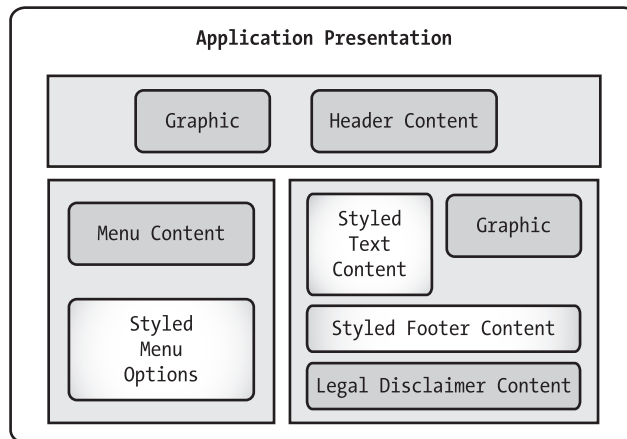 Application Presentation
Graphic
Header Content
Menu Content
Styled
Menu
Options
Styled
Text
Content
Graphic
Styled Footer Content
Legal Disclaimer Content